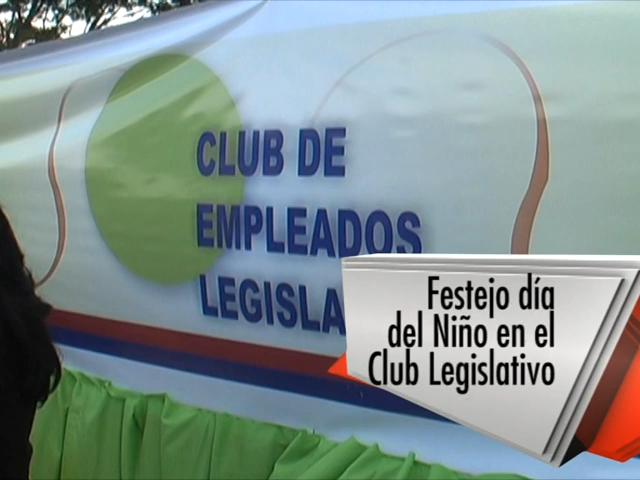 CLUB DE
EMPLEADOS
Festejo día
del Niño en el
Club Legislativo